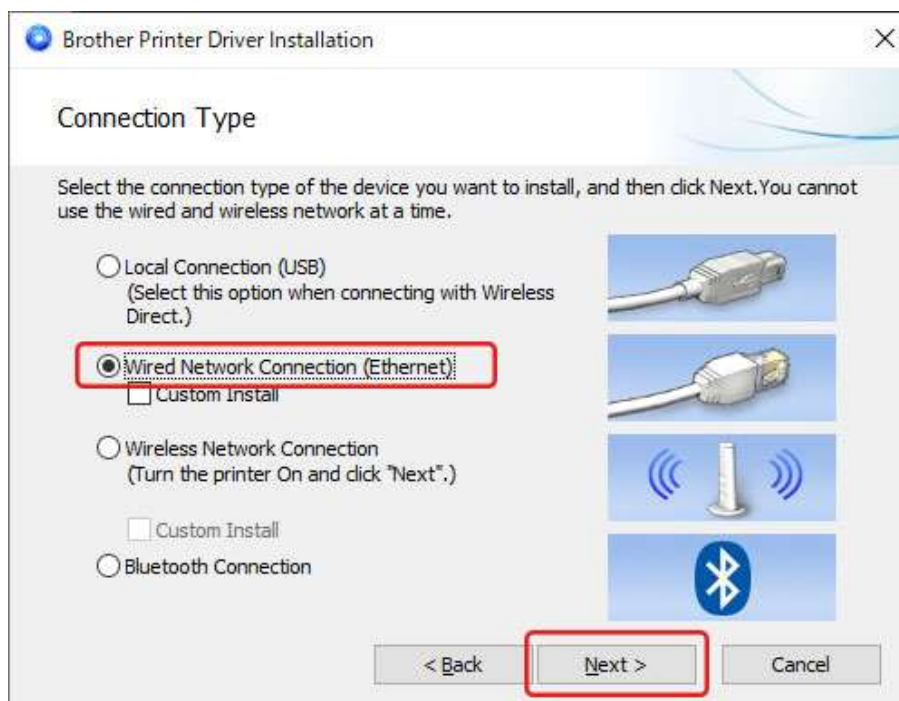 Brother Printer Driver Installation
Connection Type
Select the connection type of the device you want to install, and then click Next.You cannot
use the wired and wireless network at a time.
Local Connection (USB)
(Select this option when connecting with Wireless
Direct.)
Wired Network Connection (Ethernet)
Custom Install
Wireless Network Connection
(Turn the printer On and click "Next".)
Custom Install
Bluetooth Connection
< Back Next > Cancel